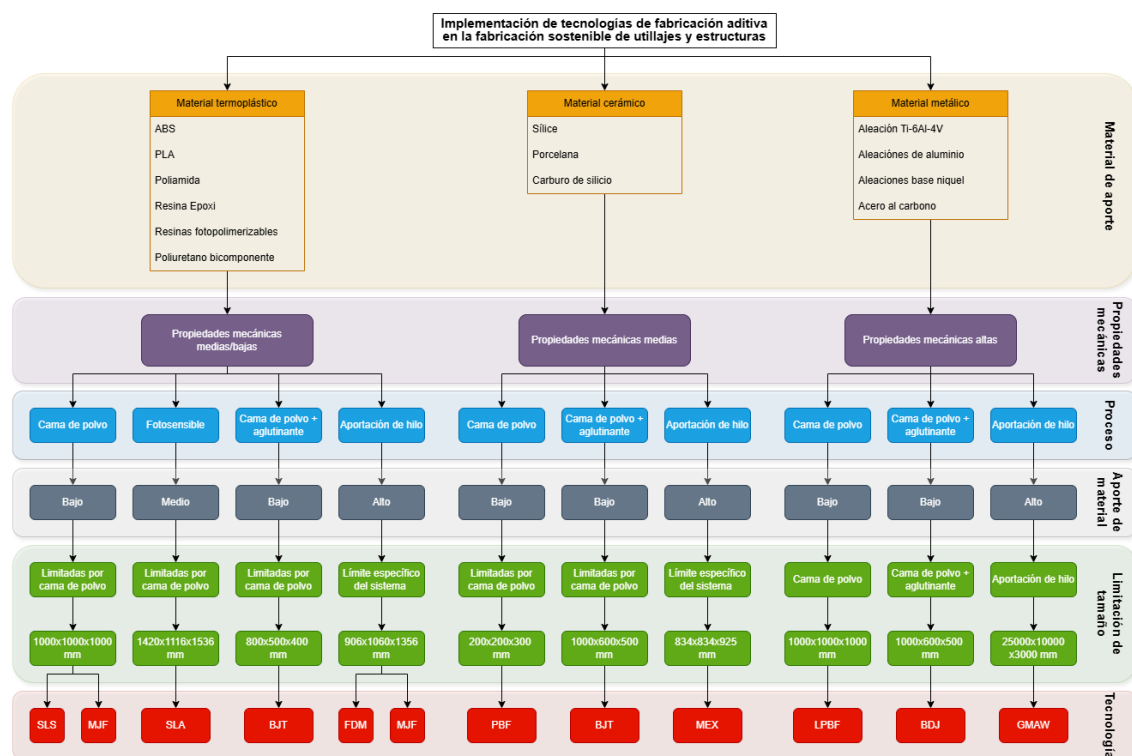 Implementación de tecnologías de fabricación aditiva
en la fabricación sostenible de utillajes y estructuras
Material termoplástico
ABS
PLA
Poliamida
Resina Epoxi
Resinas fotopolimerizables
Poliuretano bicomponente
Material cerámico
Sílice
Porcelana
Carburo de silicio
Material metálico
Aleación Ti-6Al-4V
Aleaciónes de aluminio
Aleaciones base niquel
Acero al carbono
Material de aporte
Propiedades mecánicas
medias/bajas
Propiedades mecánicas medias
Propiedades mecánicas altas
Propiedades
mecánicas
Cama de polvo
Fotosensible
Cama de polvo +
aglutinante
Aportación de hilo
Cama de polvo
Cama de polvo +
aglutinante
Aportación de hilo
Cama de polvo
Cama de polvo +
aglutinante
Aportación de hilo
Proceso
Bajo
Medio
Bajo
Alto
Bajo
Bajo
Alto
Bajo
Bajo
Alto
Aporte de
material
Limitadas por
cama de polvo
Limitadas por
cama de polvo
Limitadas por
cama de polvo
Límite específico
del sistema
Limitadas por
cama de polvo
Limitadas por
cama de polvo
Límite específico
del sistema
Cama de polvo
Cama de polvo +
aglutinante
Aportación de hilo
1000x1000x1000
mm
1420x1116x1536
mm
800x500x400
mm
906x1060x1356
mm
200x200x300
mm
1000x600x500
mm
834x834x925
mm
1000x1000x1000
mm
1000x600x500
mm
25000x10000
x3000 mm
Limitación de
tamaño
SLS
MJF
SLA
BJT
FDM
MJF
PBF
BJT
MEX
LPBF
BDJ
GMAW
Tecnología